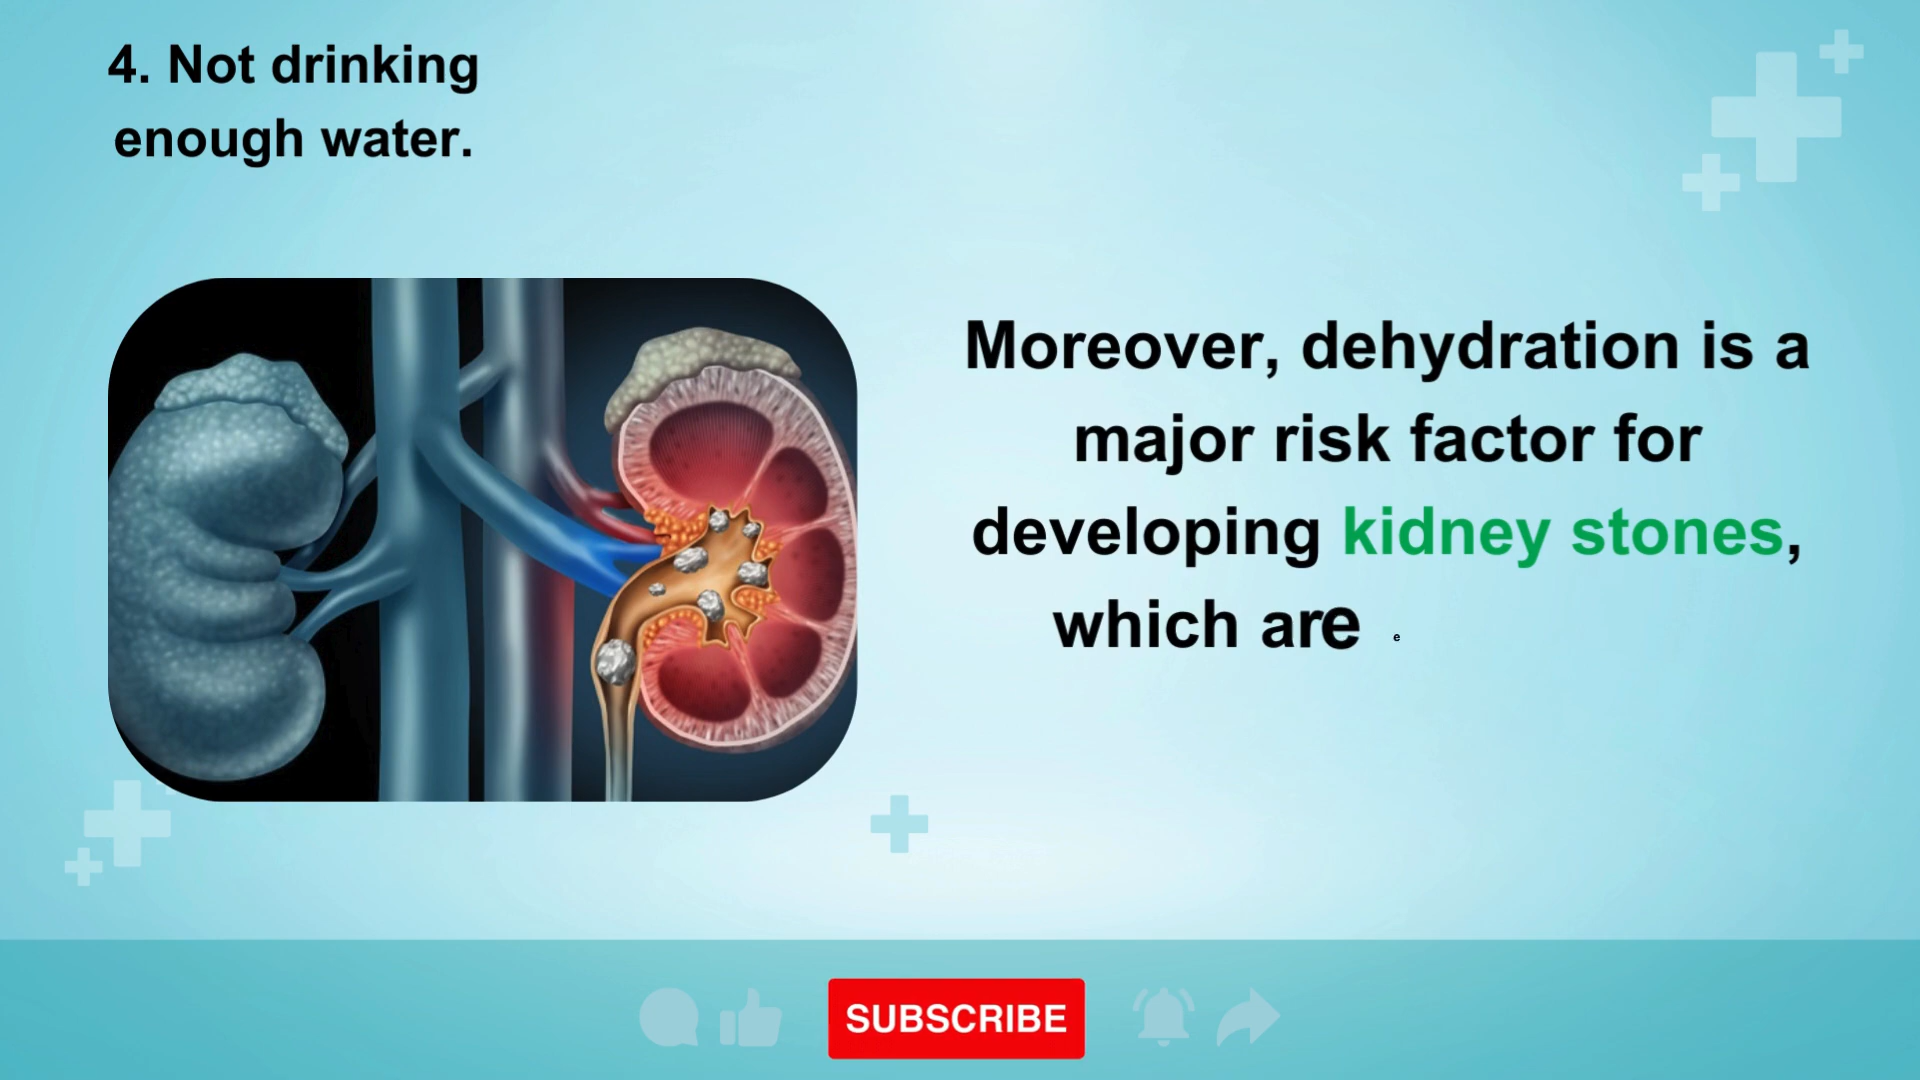 4. Not drinking
enough water.
Moreover, dehydration is a
major risk factor for
developing kidney stones,
which are e
SUBSCRIBE